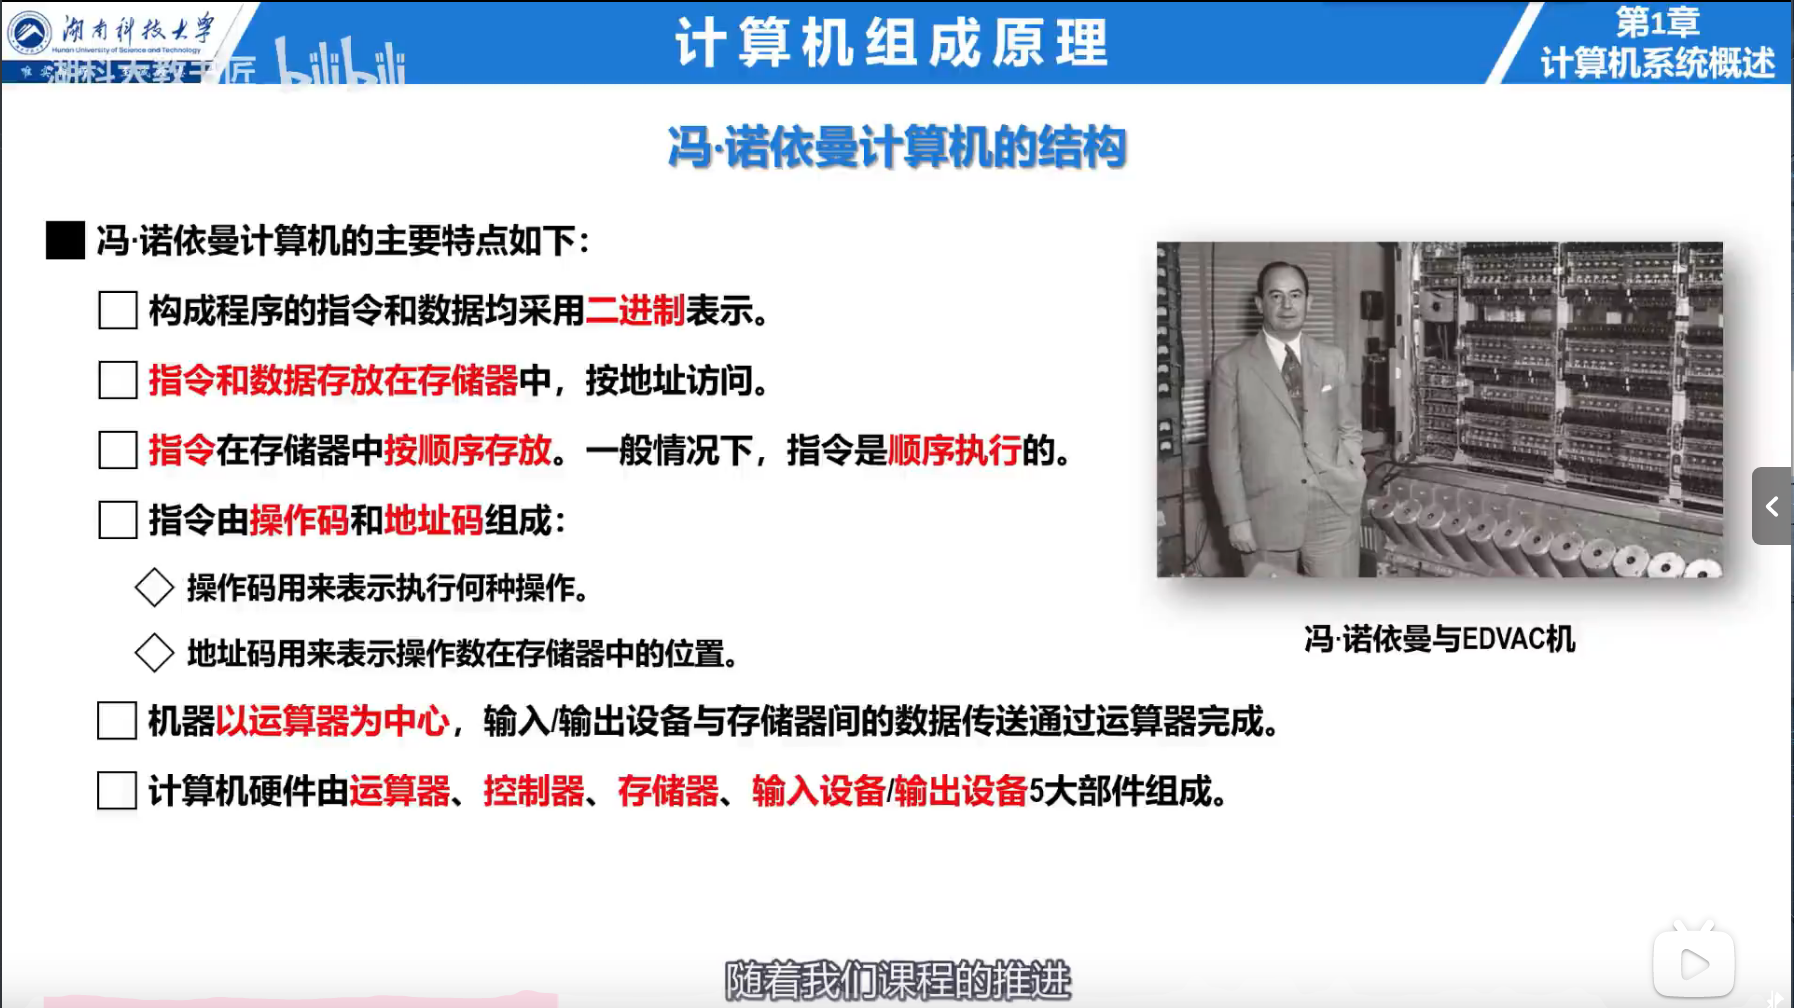 湖南科技大学
Hunan University of Science and Technology
湖科大教书匠 bilibili
计算机组成原理
第1章
计算机系统概述
冯·诺依曼计算机的结构
冯·诺依曼计算机的主要特点如下：
构成程序的指令和数据均采用二进制表示。
指令和数据存放在存储器中，按地址访问。
指令在存储器中按顺序存放。一般情况下，指令是顺序执行的。
指令由操作码和地址码组成：
操作码用来表示执行何种操作。
地址码用来表示操作数在存储器中的位置。
冯·诺依曼与EDVAC机
机器以运算器为中心，输入/输出设备与存储器间的数据传送通过运算器完成。
计算机硬件由运算器、控制器、存储器、输入设备/输出设备5大部件组成。
随着我们课程的推进